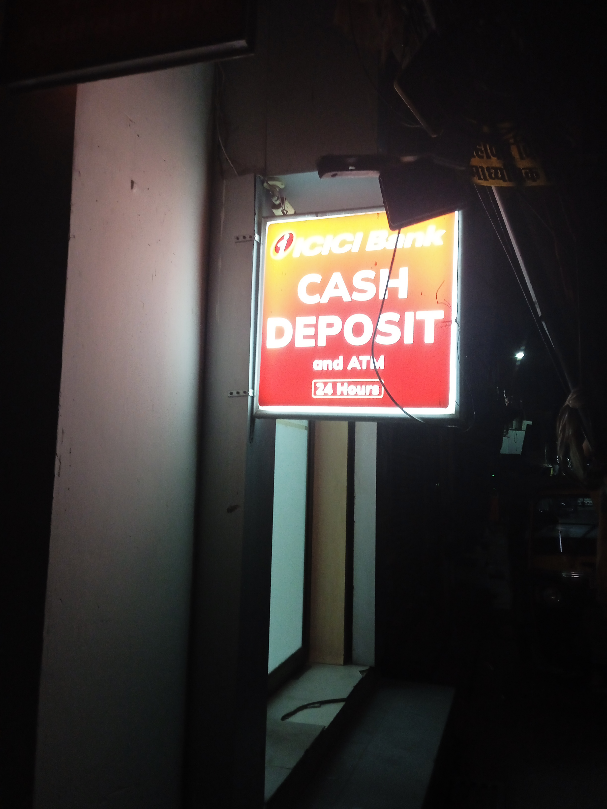 ICICI Bank
CASH
DEPOSIT
and ATM
24 Hours